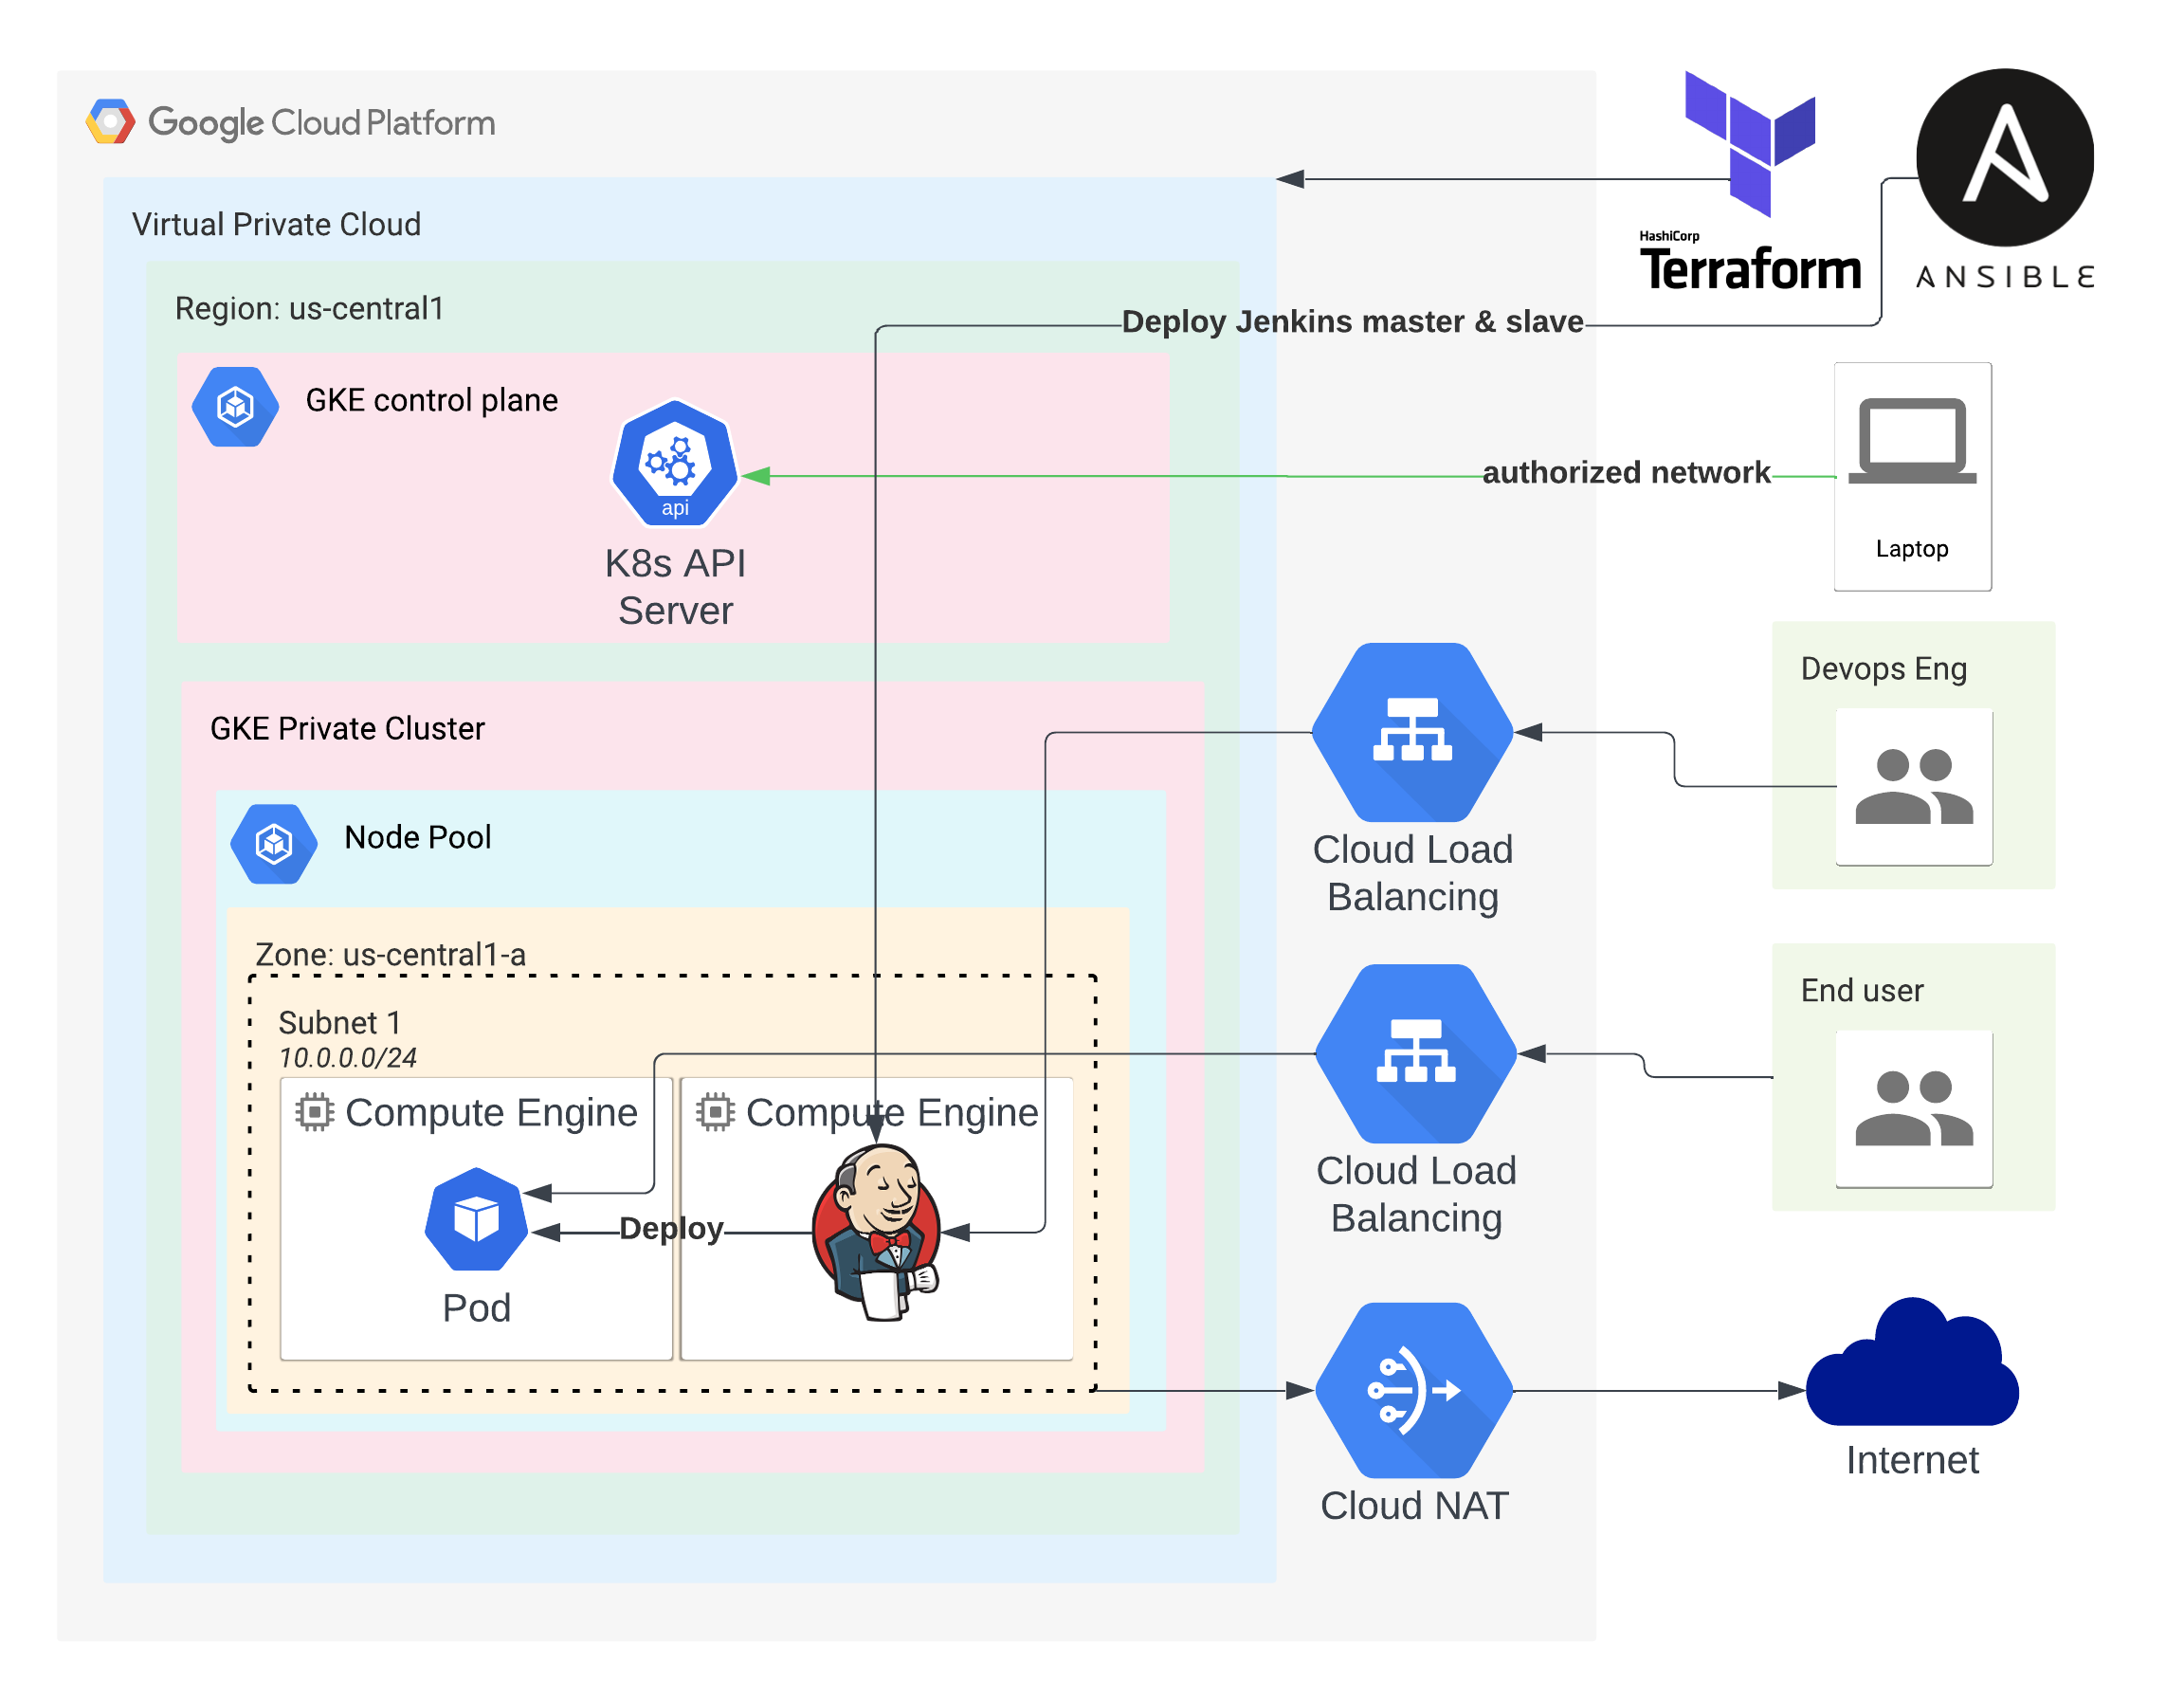 Google Cloud Platform
HashiCorp
Terraform
ANSIBLE
Virtual Private Cloud
Region: us-central1
Deploy Jenkins master & slave
GKE control plane
api
K8s API
Server
authorized network
Laptop
GKE Private Cluster
Devops Eng
Cloud Load
Balancing
Node Pool
Zone: us-central1-a
Subnet 1
10.0.0.0/24
End user
Cloud Load
Balancing
Compute Engine
Compute Engine
Deploy
Pod
Cloud NAT
Internet